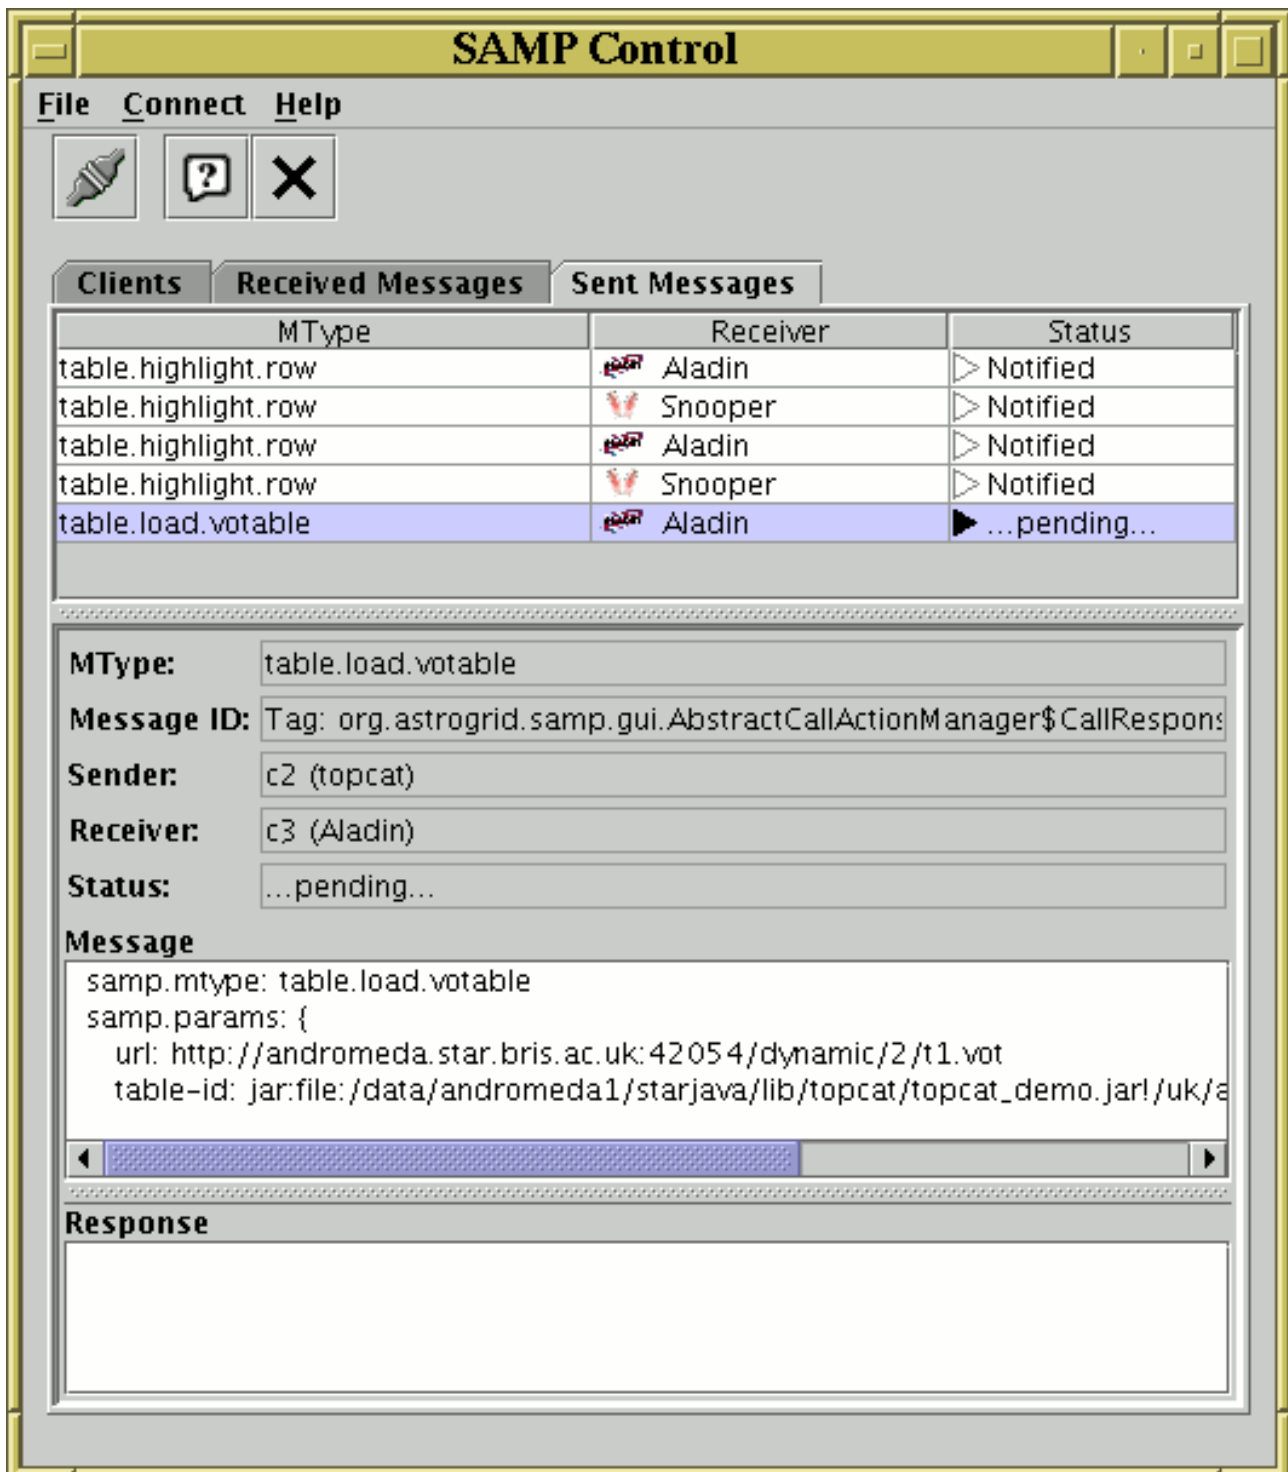 SAMP Control
File Connect Help
Clients Received Messages Sent Messages
MType Receiver Status
table.highlight.row Aladin Notified
table.highlight.row Snooper Notified
table.highlight.row Aladin Notified
table.highlight.row Snooper Notified
table.load.votable Aladin ...pending...
MType: table.load.votable
Message ID: Tag: org.astrogrid.samp.gui.AbstractCallActionManager$CallRespons
Sender: c2 (topcat)
Receiver: c3 (Aladin)
Status: ...pending...
Message
samp.mtype: table.load.votable
samp.params: {
url: http://andromeda.star.bris.ac.uk:42054/dynamic/2/t1.vot
table-id: jar:file:/data/andromeda1/starjava/lib/topcat/topcat_demo.jar!/uk/a
Response